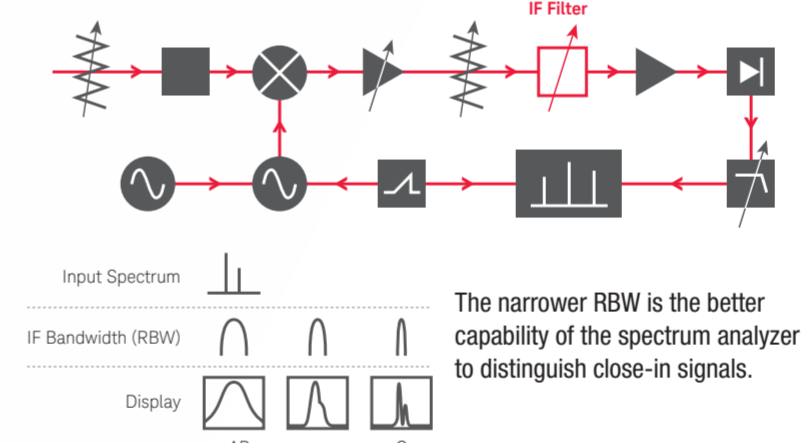 IF Filter
Input Spectrum
The narrower RBW is the better
capability of the spectrum analyzer
to distinguish close-in signals.
IF Bandwidth (RBW)
Display